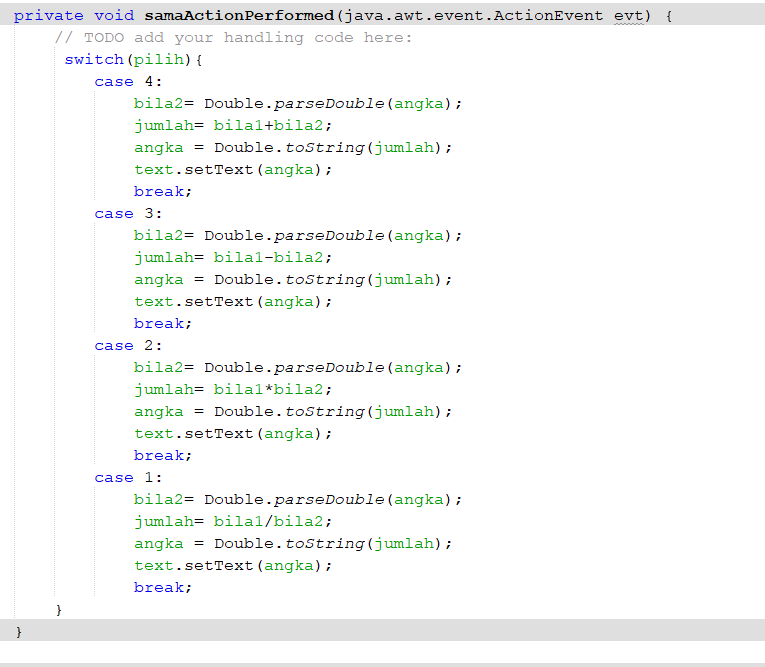 private void samaActionPerformed(java.awt.event.ActionEvent evt) {
// TODO add your handling code here:
switch(pilih){
case 4:
bila2= Double.parseDouble(angka);
jumlah= bila1+bila2;
angka = Double.toString(jumlah);
text.setText(angka);
break;
case 3:
bila2= Double.parseDouble(angka);
jumlah= bila1-bila2;
angka = Double.toString(jumlah);
text.setText(angka);
break;
case 2:
bila2= Double.parseDouble(angka);
jumlah= bila1*bila2;
angka = Double.toString(jumlah);
text.setText(angka);
break;
case 1:
bila2= Double.parseDouble(angka);
jumlah= bila1/bila2;
angka = Double.toString(jumlah);
text.setText(angka);
break;
}
}